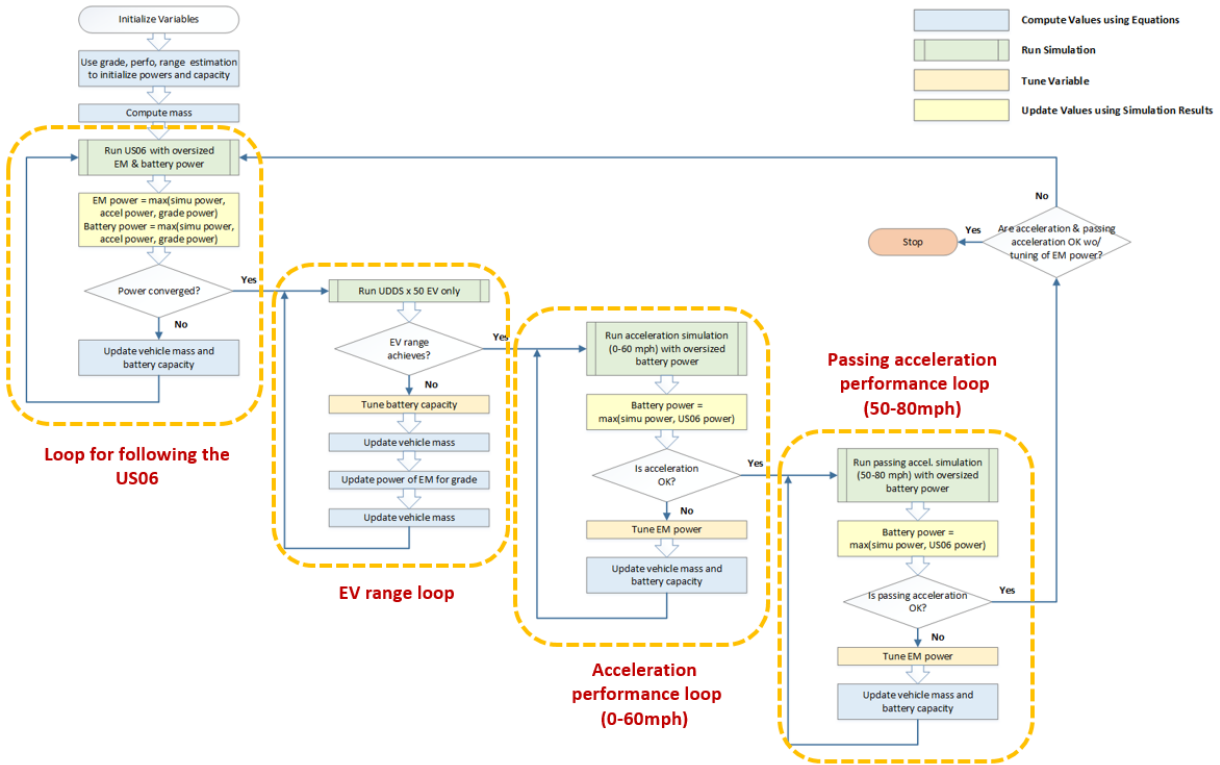 Initialize Variables
Use grade, perfo, range estimation
to initialize powers and capacity
Compute mass
Run US06 with oversized
EM & battery power
EM power = max(simu power,
accel power, grade power)
Battery power = max(simu power,
accel power, grade power)
Power converged?
Yes
No
Update vehicle mass and
battery capacity
Loop for following the
US06
Run UDDS x 50 EV only
EV range
achieves?
Yes
No
Tune battery capacity
Update vehicle mass
Update power of EM for grade
Update vehicle mass
EV range loop
Run acceleration simulation
(0-60 mph) with oversized
battery power
Battery power =
max(simu power, US06 power)
Is acceleration
OK?
Yes
No
Tune EM power
Update vehicle mass and
battery capacity
Acceleration
performance loop
(0-60mph)
Passing acceleration
performance loop
(50-80mph)
Run passing accel. simulation
(50-80 mph) with oversized
battery power
Battery power =
max(simu power, US06 power)
Is passing acceleration
OK?
Yes
No
Tune EM power
Update vehicle mass and
battery capacity
No
Are acceleration & passing
acceleration OK wo/
tuning of EM power?
Yes
Stop
Compute Values using Equations
Run Simulation
Tune Variable
Update Values using Simulation Results